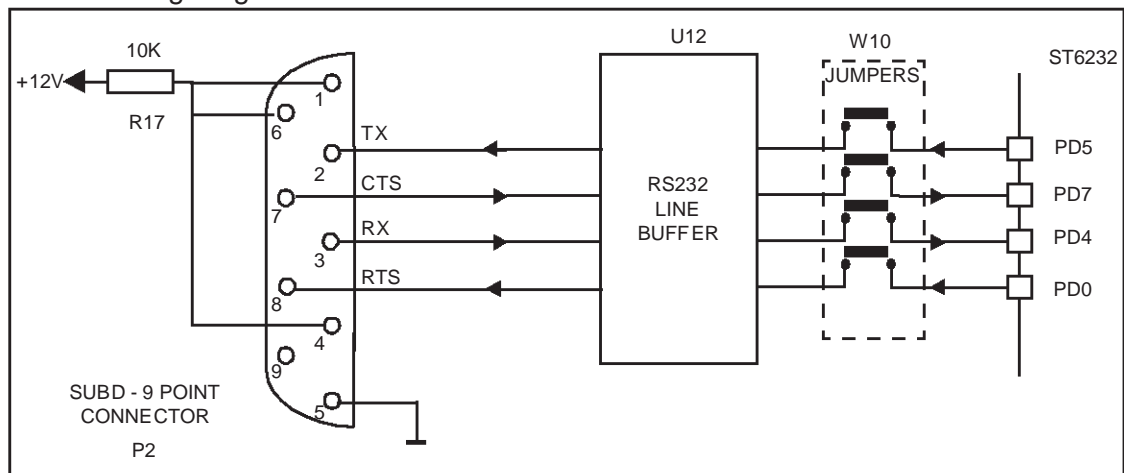 10K
+12V
R17
1
6
2
7
3
8
4
9
5
TX
CTS
RX
RTS
SUBD - 9 POINT
CONNECTOR
P2
U12
RS232
LINE
BUFFER
W10
JUMPERS
ST6232
PD5
PD7
PD4
PD0